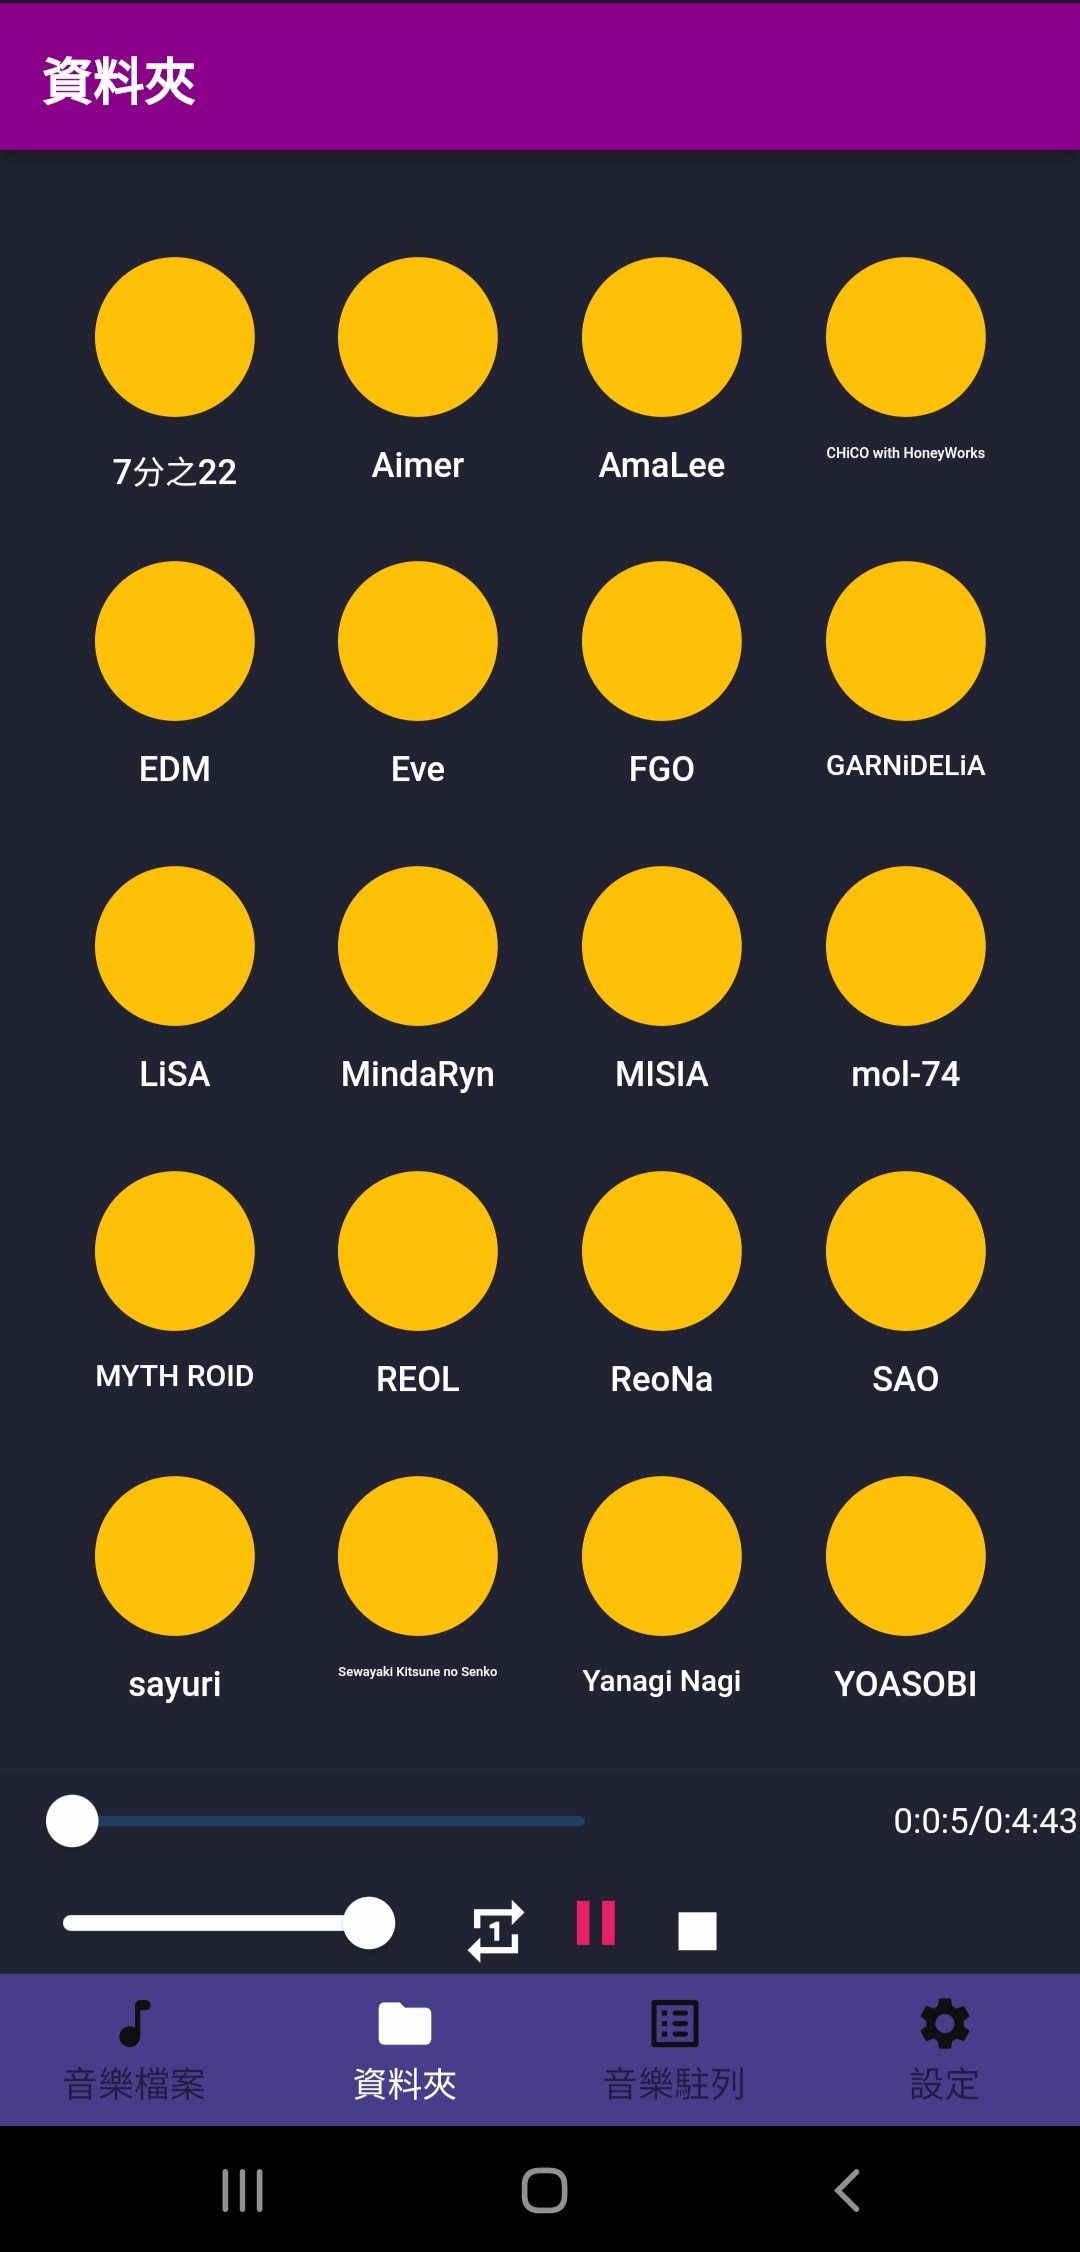 資料夾
7分之22
Aimer
AmaLee
CHiCO with HoneyWorks
EDM
Eve
FGO
GARNiDELiA
LiSA
MindaRyn
MISIA
mol-74
MYTH ROID
REOL
ReoNa
SAO
sayuri
Sewayaki Kitsune no Senko
Yanagi Nagi
YOASOBI
0:0:5/0:4:43
1
音樂檔案
資料夾
音樂駐列
設定